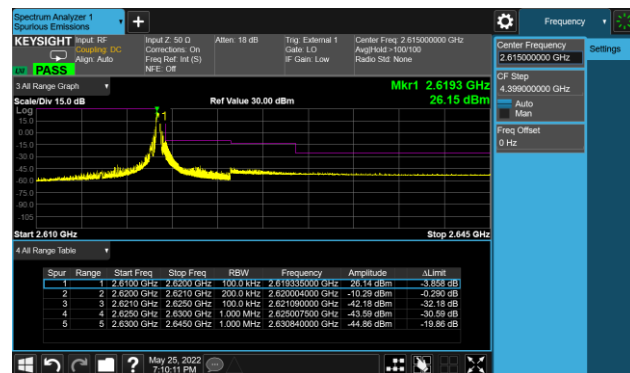 Spectrum Analyzer 1
Spurious Emissions
Frequency
KEYSIGHT
Input: RF
Coupling: DC
Align: Auto
Input Z: 50 Ω
Corrections: On
Freq Ref: Int (S)
NFE: Off
Atten: 18 dB
Trig: External 1
Gate: LO
IF Gain: Low
Center Freq: 2.615000000 GHz
Avg|Hold:>100/100
Radio Std: None
PASS
Center Frequency
2.615000000 GHz
Settings
CF Step
4.399000000 GHz
Auto
Man
Freq Offset
0 Hz
3 All Range Graph
Mkr1 2.6193 GHz
Scale/Div 15.0 dB
Ref Value 30.00 dBm
26.15 dBm
Log
15.0
0.00
-15.0
-30.0
-45.0
-60.0
-75.0
-90.0
-105
1
Start 2.610 GHz
Stop 2.645 GHz
4 All Range Table
Spur Range Start Freq Stop Freq RBW Frequency Amplitude ΔLimit
1 1 2.6100 GHz 2.6200 GHz 100.0 kHz 2.619335000 GHz 26.14 dBm -3.858 dB
2 2 2.6200 GHz 2.6210 GHz 200.0 kHz 2.620004000 GHz -10.29 dBm -0.290 dB
3 3 2.6210 GHz 2.6250 GHz 100.0 kHz 2.621090000 GHz -42.18 dBm -32.18 dB
4 4 2.6250 GHz 2.6300 GHz 1.000 MHz 2.625007500 GHz -43.59 dBm -30.59 dB
5 5 2.6300 GHz 2.6450 GHz 1.000 MHz 2.630840000 GHz -44.86 dBm -19.86 dB
?
May 25, 2022
7:10:11 PM